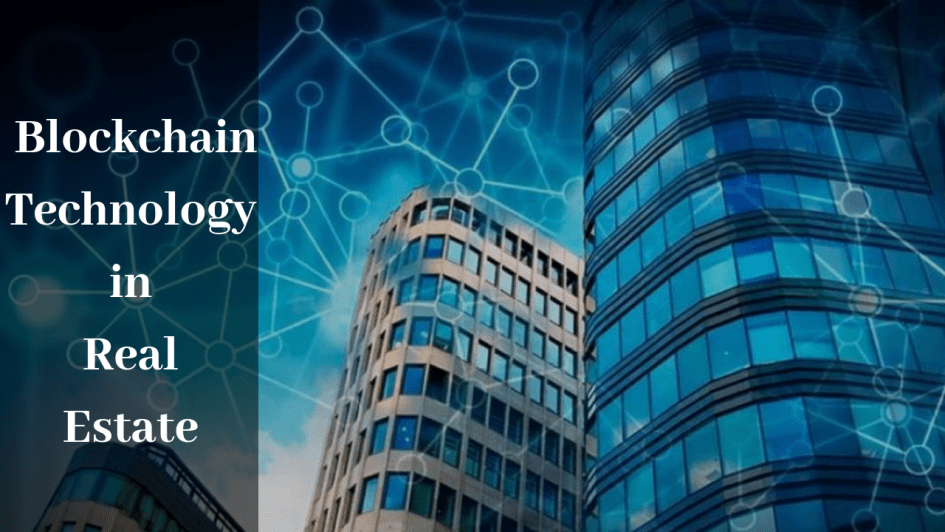 Blockchain
Technology
in
Real
Estate